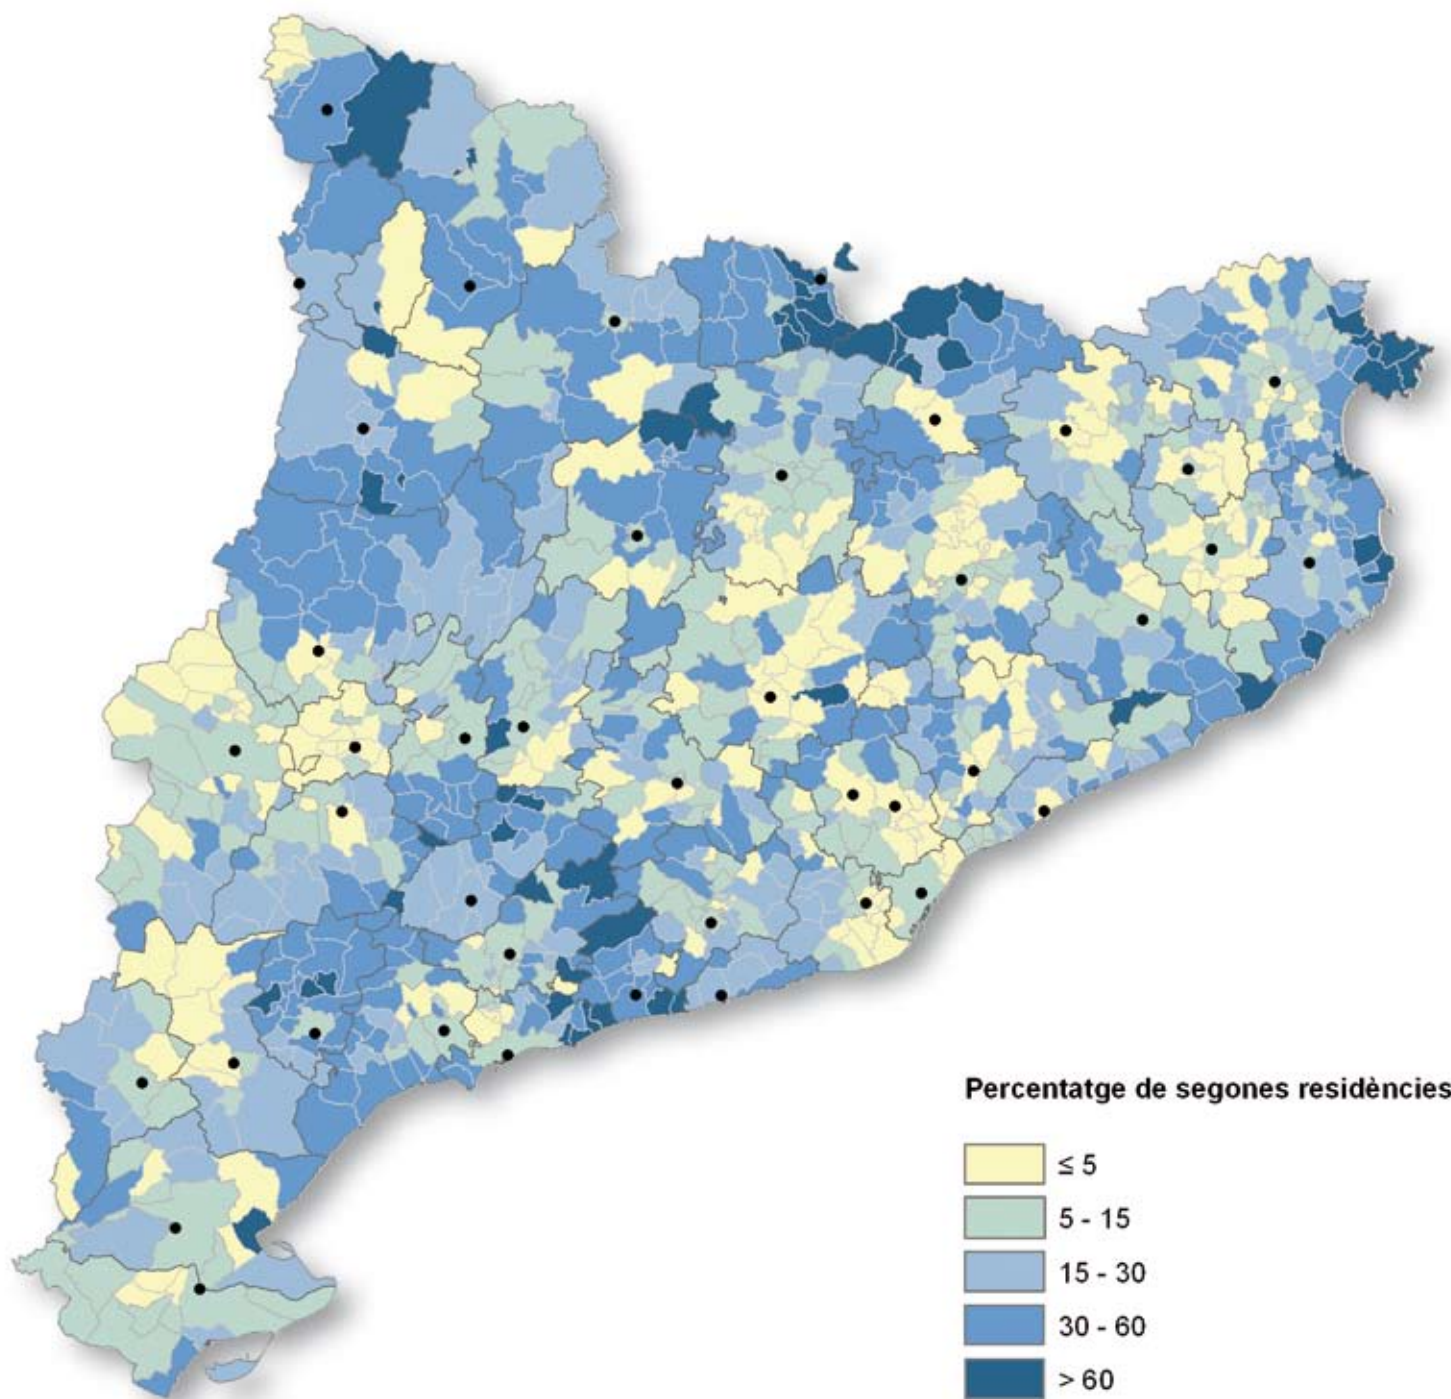 Percentatge de segones residències
≤ 5
5 - 15
15 - 30
30 - 60
> 60